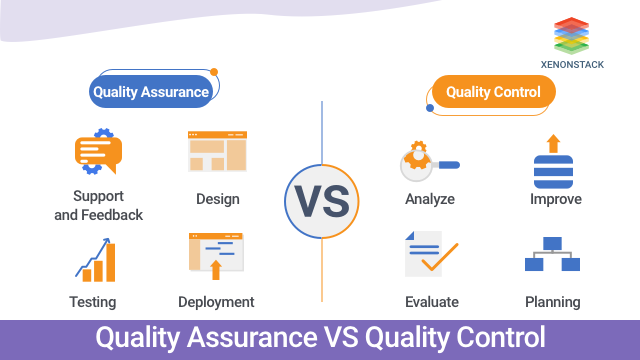 XENONSTACK
Quality Assurance
Quality Control
Support
and Feedback
Design
Testing
Deployment
VS
Analyze
Improve
Evaluate
Planning
Quality Assurance VS Quality Control